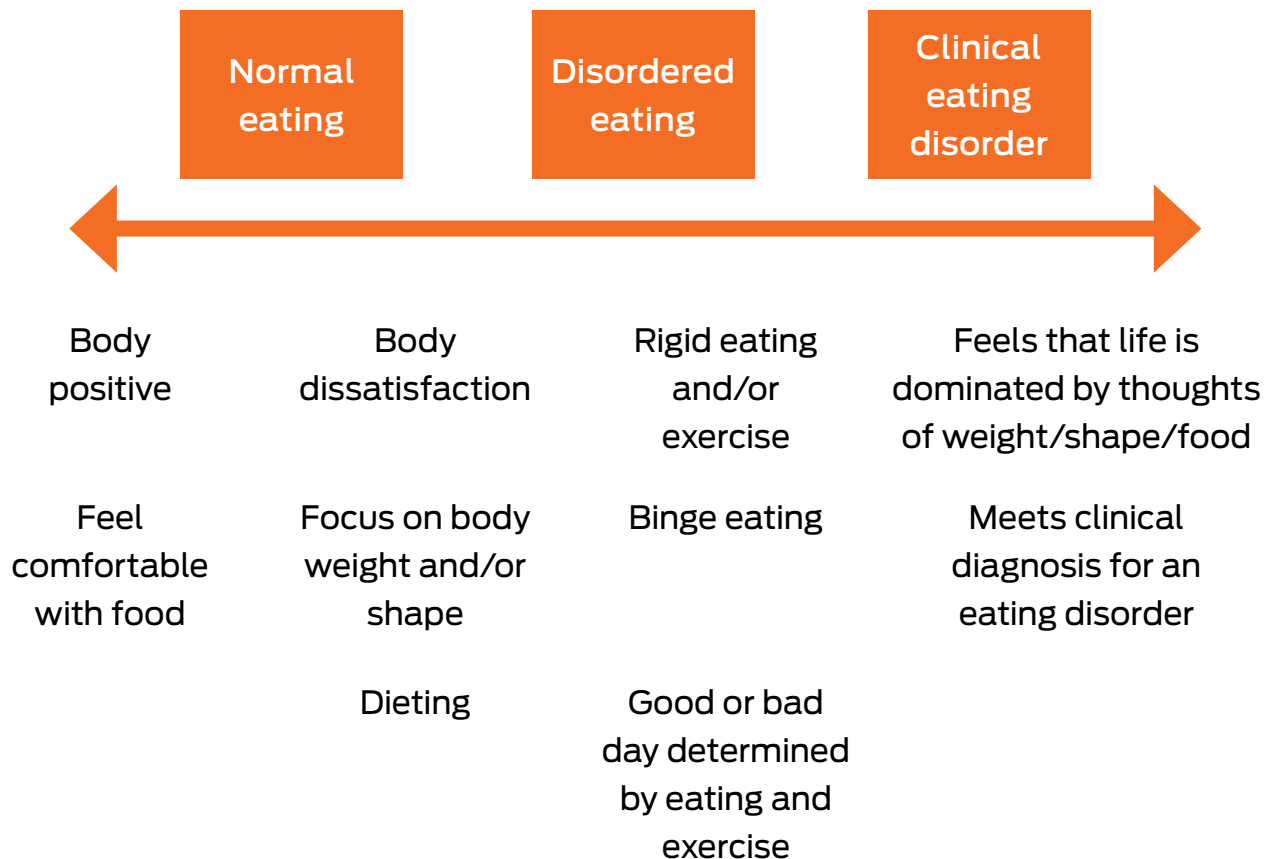 Normal
eating
Disordered
eating
Clinical
eating
disorder
Body
positive
Body
dissatisfaction
Rigid eating
and/or
exercise
Feels that life is
dominated by thoughts
of weight/shape/food
Feel
comfortable
with food
Focus on body
weight and/or
shape
Binge eating
Meets clinical
diagnosis for an
eating disorder
Dieting
Good or bad
day determined
by eating and
exercise